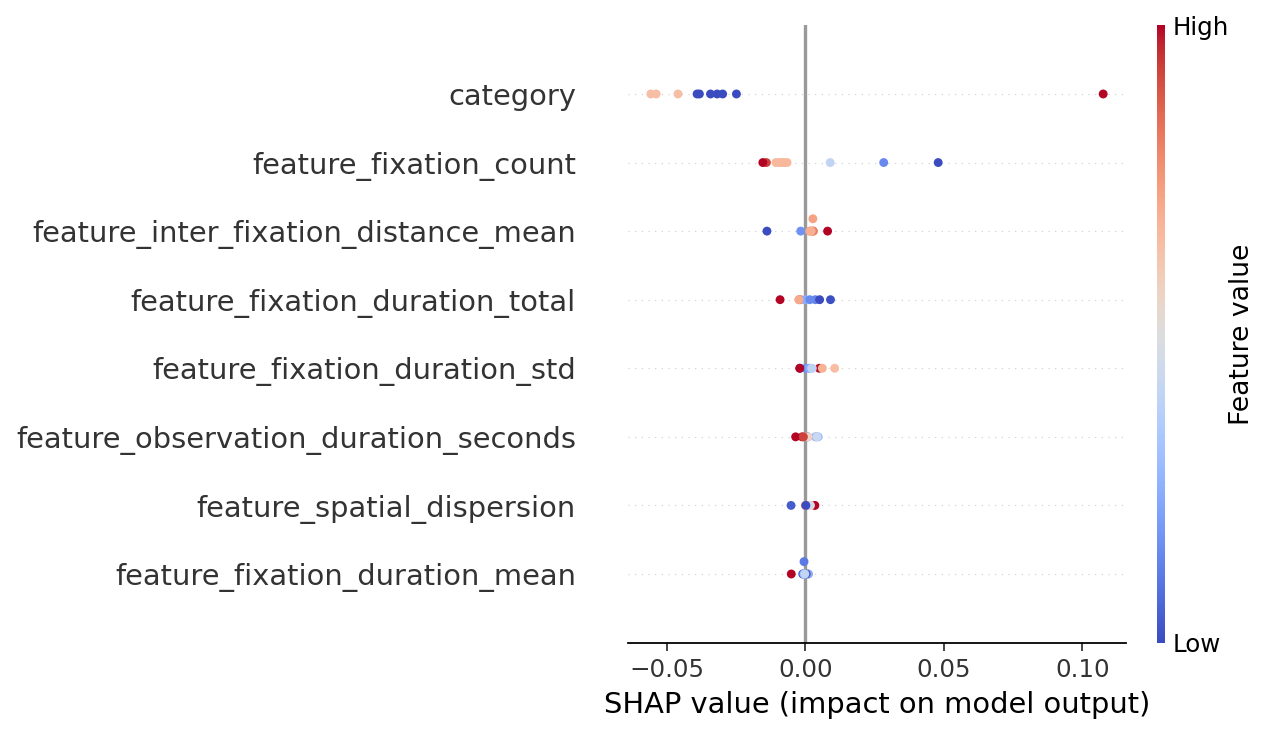 High
category
feature_fixation_count
feature_inter_fixation_distance_mean
feature_fixation_duration_total
feature_fixation_duration_std
feature_observation_duration_seconds
feature_spatial_dispersion
feature_fixation_duration_mean
Feature value
Low
−0.05 0.00 0.05 0.10
SHAP value (impact on model output)